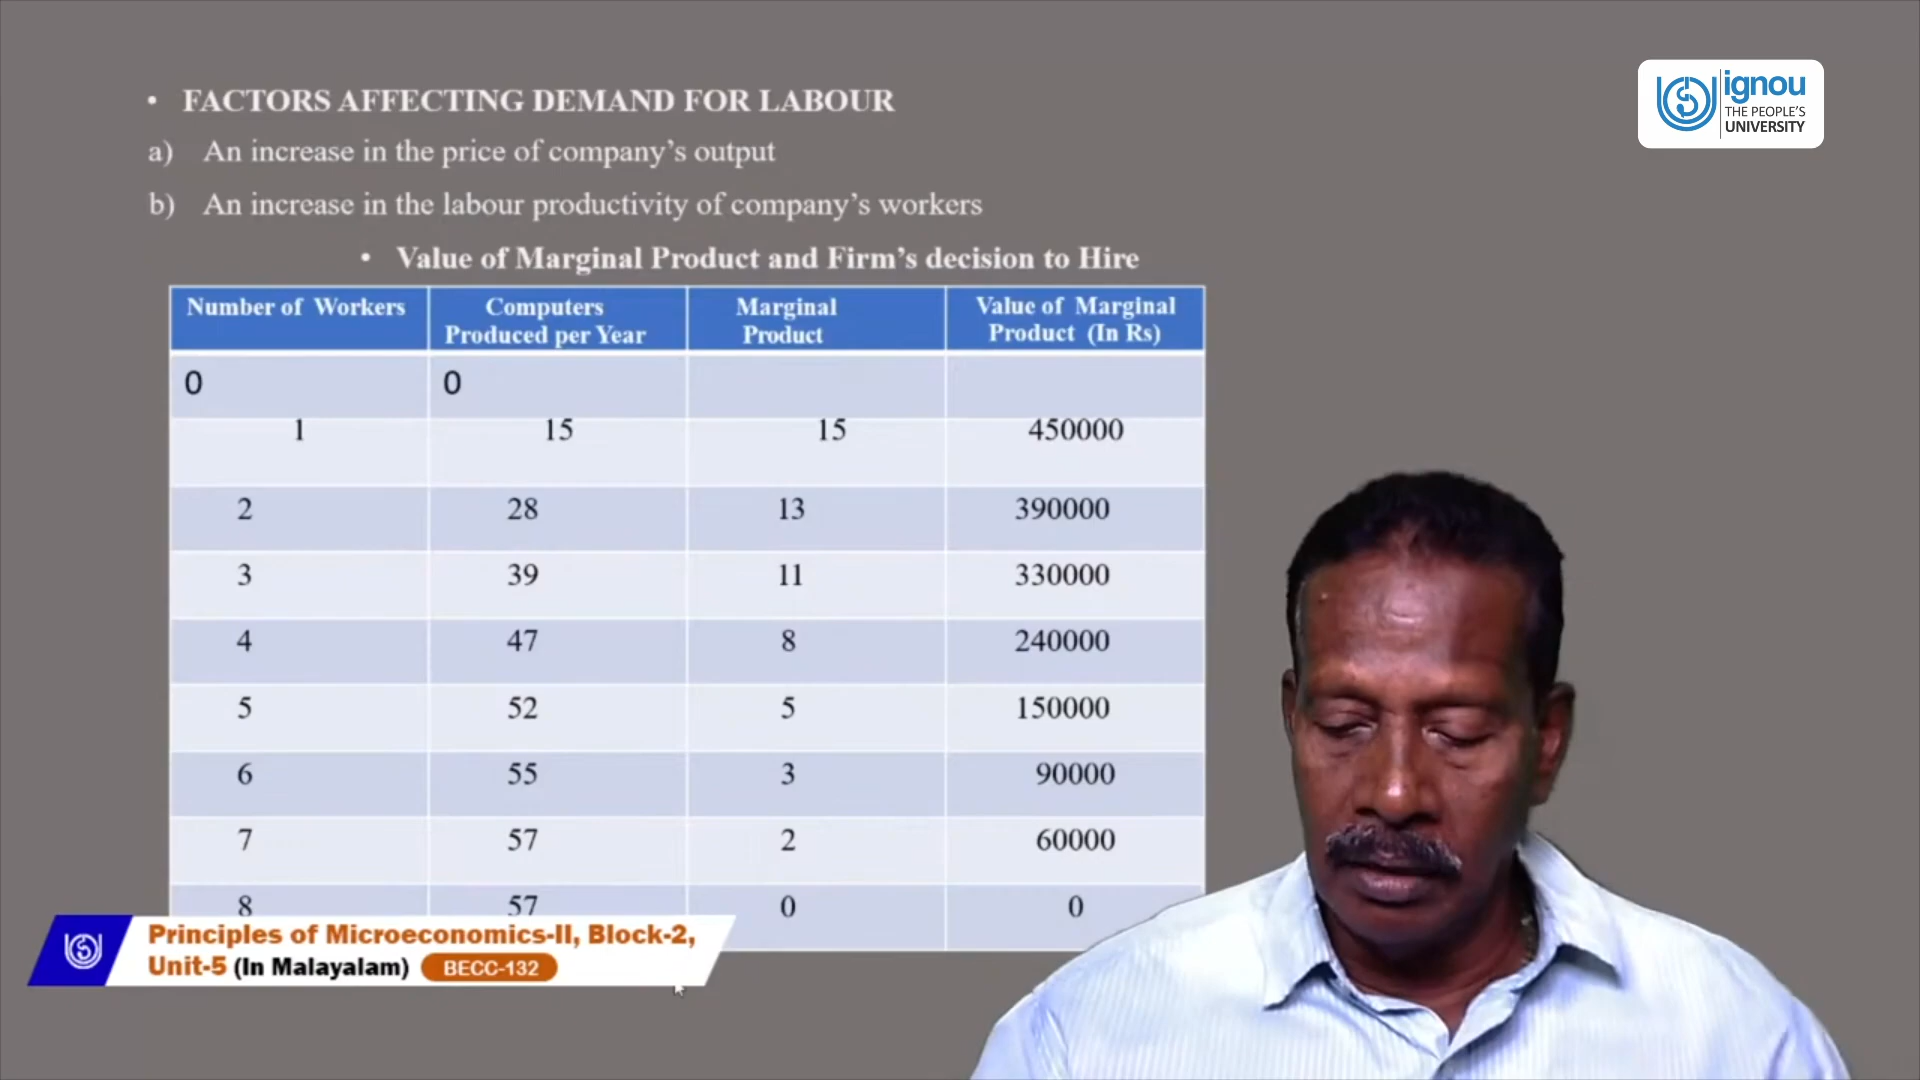 ignou
THE PEOPLE'S
UNIVERSITY
• FACTORS AFFECTING DEMAND FOR LABOUR
a) An increase in the price of company's output
b) An increase in the labour productivity of company's workers
• Value of Marginal Product and Firm's decision to Hire
Number of Workers Computers Produced per Year Marginal Product Value of Marginal Product (In Rs)
0 0
1 15 15 450000
2 28 13 390000
3 39 11 330000
4 47 8 240000
5 52 5 150000
6 55 3 90000
7 57 2 60000
8 57 0 0
Principles of Microeconomics-II, Block-2,
Unit-5 (In Malayalam) BECC-132